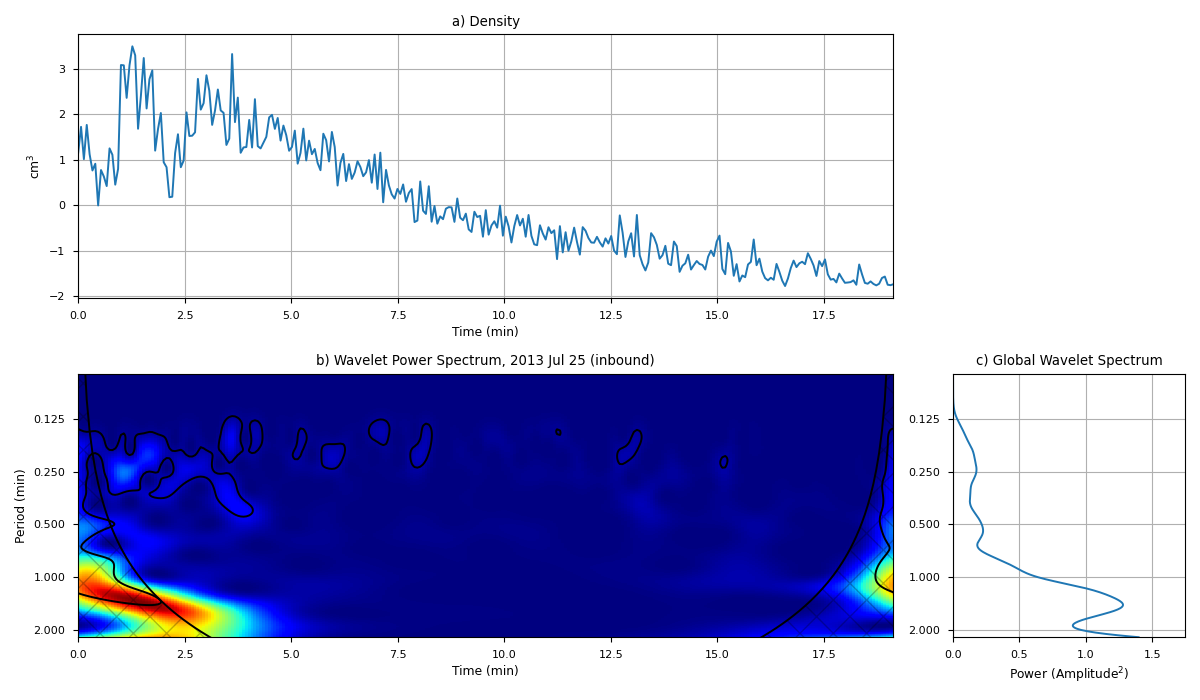 a) Density
cm³
3
2
1
0
−1
−2
0.0 2.5 5.0 7.5 10.0 12.5 15.0 17.5
Time (min)
b) Wavelet Power Spectrum, 2013 Jul 25 (inbound)
Period (min)
0.125
0.250
0.500
1.000
2.000
0.0 2.5 5.0 7.5 10.0 12.5 15.0 17.5
Time (min)
c) Global Wavelet Spectrum
0.125
0.250
0.500
1.000
2.000
0.0 0.5 1.0 1.5
Power (Amplitude²)